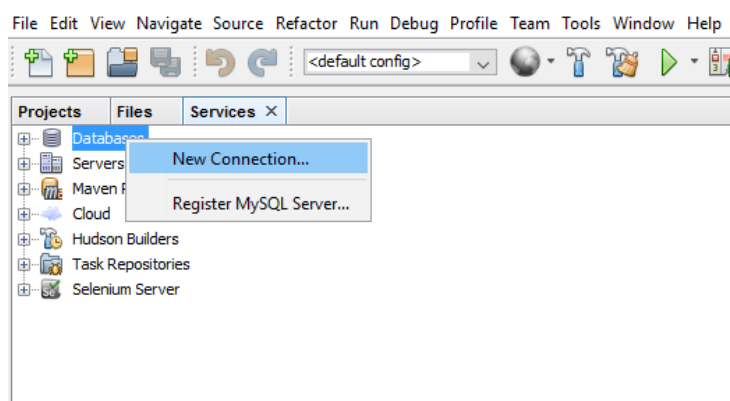 File Edit View Navigate Source Refactor Run Debug Profile Team Tools Window Help
<default config>
Projects Files Services ×
Databases
New Connection...
Servers
Maven
Register MySQL Server...
Cloud
Hudson Builders
Task Repositories
Selenium Server